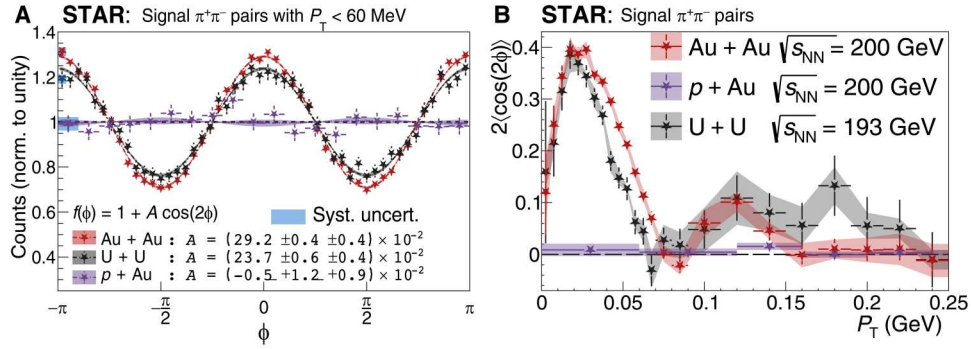 A STAR: Signal π⁺π⁻ pairs with P_T < 60 MeV
Counts (norm. to unity)
1.4
1.2
1
0.8
0.6
0.4
f(ϕ) = 1 + A cos(2ϕ)
Syst. uncert.
Au + Au : A = (29.2 ±0.4 ±0.4) × 10⁻²
U + U : A = (23.7 ±0.6 ±0.4) × 10⁻²
p + Au : A = (-0.5 ±1.2 ±0.9) × 10⁻²
-π -π/2 0 π/2 π
ϕ
B STAR: Signal π⁺π⁻ pairs
2⟨cos(2ϕ)⟩
0.4
0.3
0.2
0.1
0
Au + Au √s_NN = 200 GeV
p + Au √s_NN = 200 GeV
U + U √s_NN = 193 GeV
0 0.05 0.1 0.15 0.2 0.25
P_T (GeV)